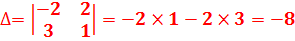 Δ= |−2 2| = −2 × 1 − 2 × 3 = −8
|3 1|